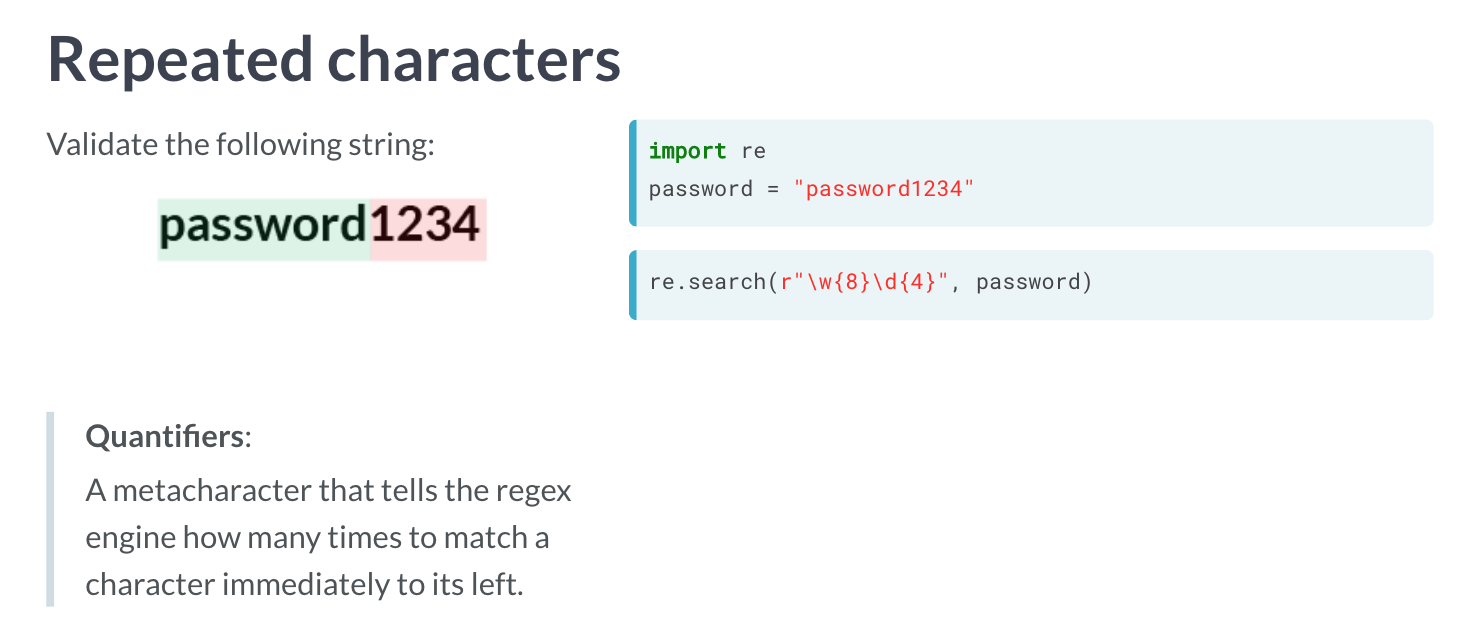 Repeated characters
Validate the following string:
password1234
import re
password = "password1234"
re.search(r"\w{8}\d{4}", password)
Quantifiers:
A metacharacter that tells the regex
engine how many times to match a
character immediately to its left.